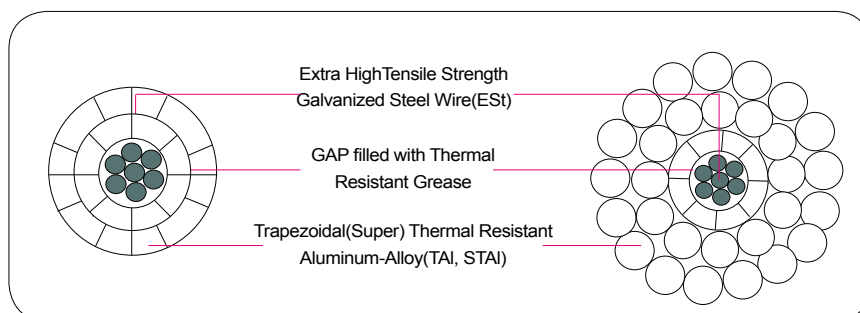 Extra HighTensile Strength
Galvanized Steel Wire(ESt)
GAP filled with Thermal
Resistant Grease
Trapezoidal(Super) Thermal Resistant
Aluminum-Alloy(TAl, STAl)